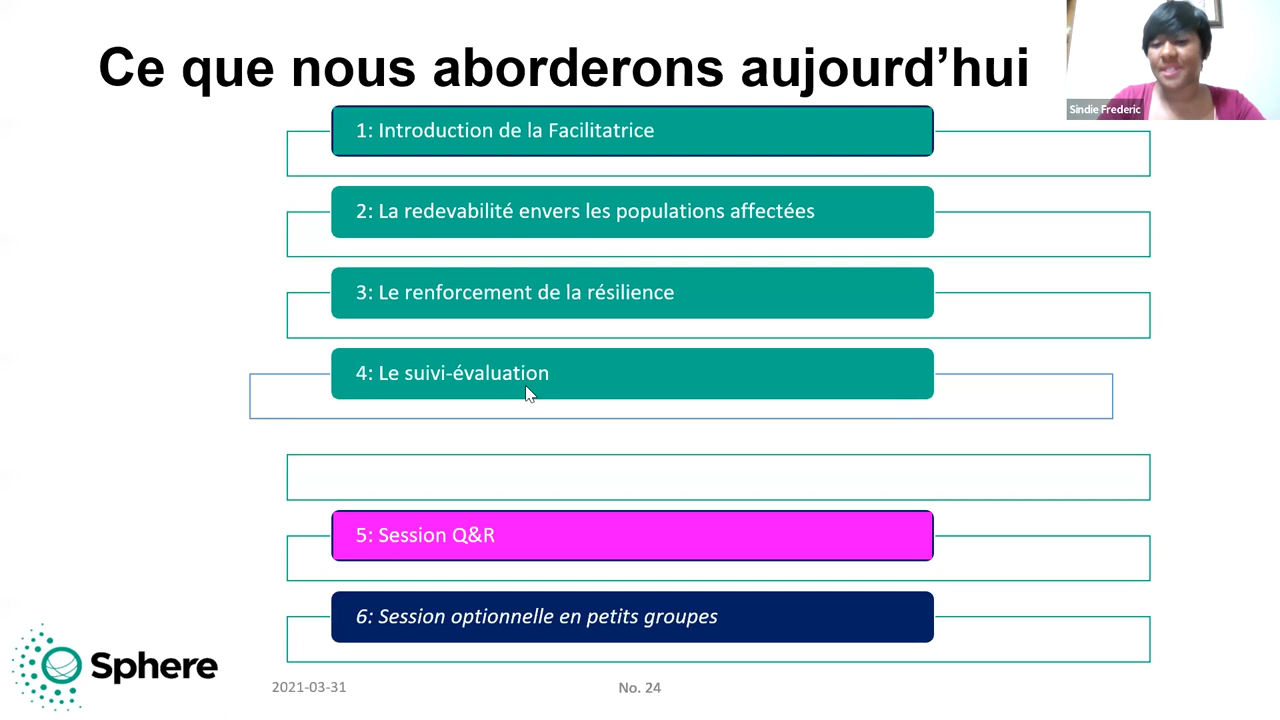 Ce que nous aborderons aujourd’hui
Sindie Frederic
1: Introduction de la Facilitatrice
2: La redevabilité envers les populations affectées
3: Le renforcement de la résilience
4: Le suivi-évaluation
5: Session Q&R
6: Session optionnelle en petits groupes
Sphere
2021-03-31
No. 24